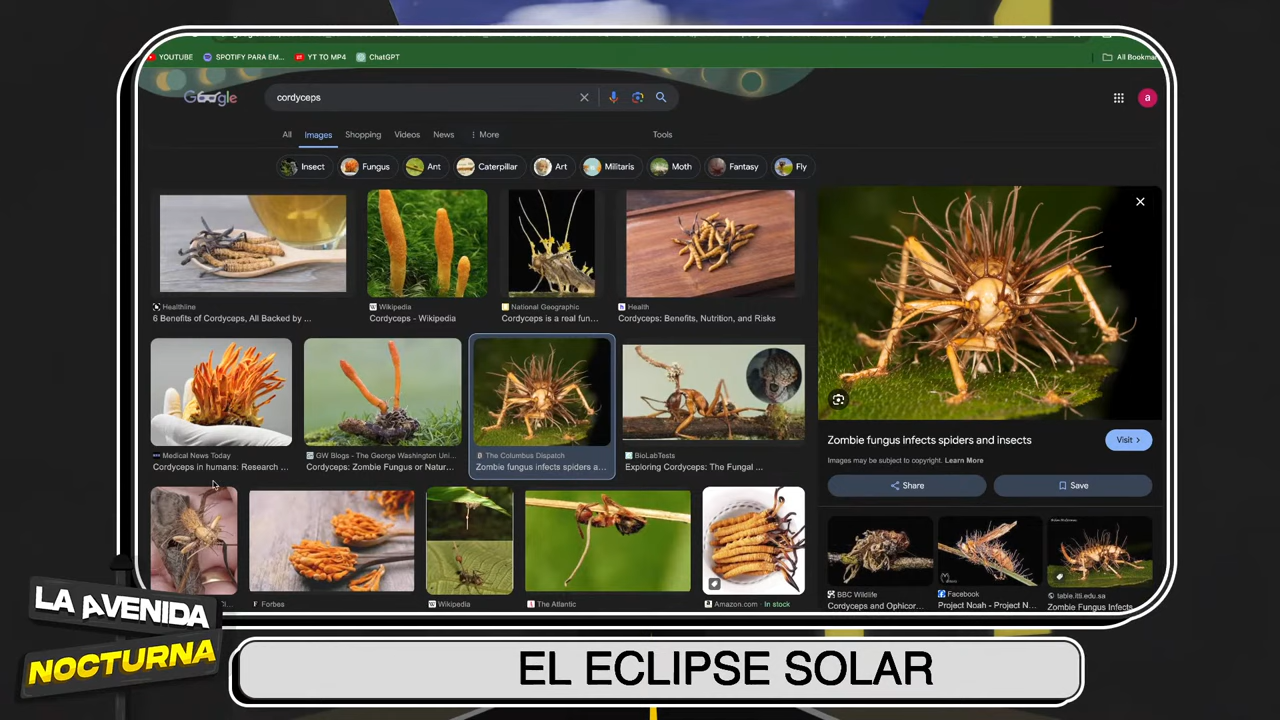 YOUTUBE
SPOTIFY PARA EM...
YT TO MP4
ChatGPT
All Bookmar
Google
cordyceps
a
All
Images
Shopping
Videos
News
More
Tools
Insect
Fungus
Ant
Caterpillar
Art
Militaris
Moth
Fantasy
Fly
Healthline
6 Benefits of Cordyceps, All Backed by ...
Wikipedia
Cordyceps - Wikipedia
National Geographic
Cordyceps is a real fun...
Health
Cordyceps: Benefits, Nutrition, and Risks
Medical News Today
Cordyceps in humans: Research ...
GW Blogs - The George Washington Uni...
Cordyceps: Zombie Fungus or Natur...
The Columbus Dispatch
Zombie fungus infects spiders a...
BioLabTests
Exploring Cordyceps: The Fungal ...
Forbes
Wikipedia
The Atlantic
Amazon.com · In stock
Zombie fungus infects spiders and insects
Visit >
Images may be subject to copyright. Learn More
Share
Save
BBC Wildlife
Cordyceps and Ophicor...
Facebook
Project Noah - Project N...
table.itti.edu.sa
Zombie Fungus Infects
LA AVENIDA
NOCTURNA
EL ECLIPSE SOLAR